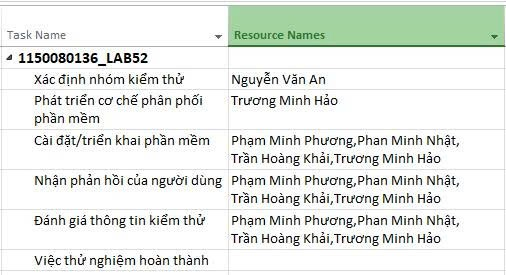 Task Name Resource Names
1150080136_LAB52
Xác định nhóm kiểm thử Nguyễn Văn An
Phát triển cơ chế phân phối Trương Minh Hảo
phần mềm
Cài đặt/triển khai phần mềm Phạm Minh Phương,Phan Minh Nhật,
Trần Hoàng Khải,Trương Minh Hảo
Nhận phản hồi của người dùng Phạm Minh Phương,Phan Minh Nhật,
Trần Hoàng Khải,Trương Minh Hảo
Đánh giá thông tin kiểm thử Phạm Minh Phương,Phan Minh Nhật,
Trần Hoàng Khải,Trương Minh Hảo
Việc thử nghiệm hoàn thành